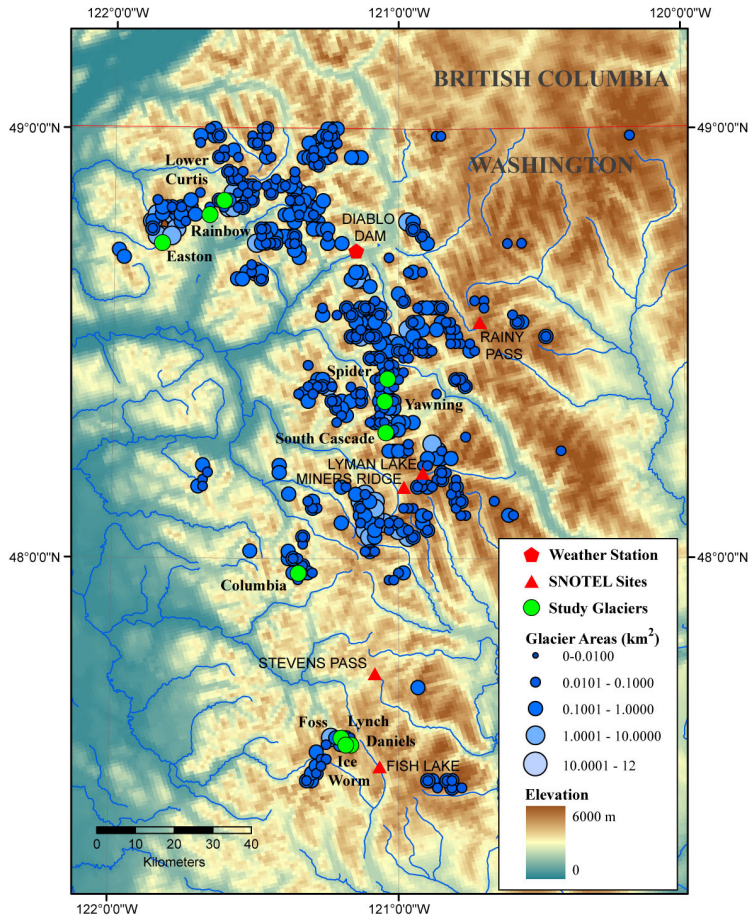 122°0'0"W
121°0'0"W
120°0'0"W
BRITISH COLUMBIA
49°0'0"N
49°0'0"N
WASHINGTON
Lower
Curtis
Rainbow
Easton
DIABLO
DAM
RAINY
PASS
Spider
Yawning
South Cascade
LYMAN LAKE
MINERS RIDGE
48°0'0"N
48°0'0"N
Columbia
STEVENS PASS
Foss
Lynch
Daniels
Ice
Worm
FISH LAKE
Weather Station
SNOTEL Sites
Study Glaciers
Glacier Areas (km²)
0-0.0100
0.0101 - 0.1000
0.1001 - 1.0000
1.0001 - 10.0000
10.0001 - 12
Elevation
6000 m
0
0 10 20 30 40
Kilometers
122°0'0"W
121°0'0"W
120°0'0"W